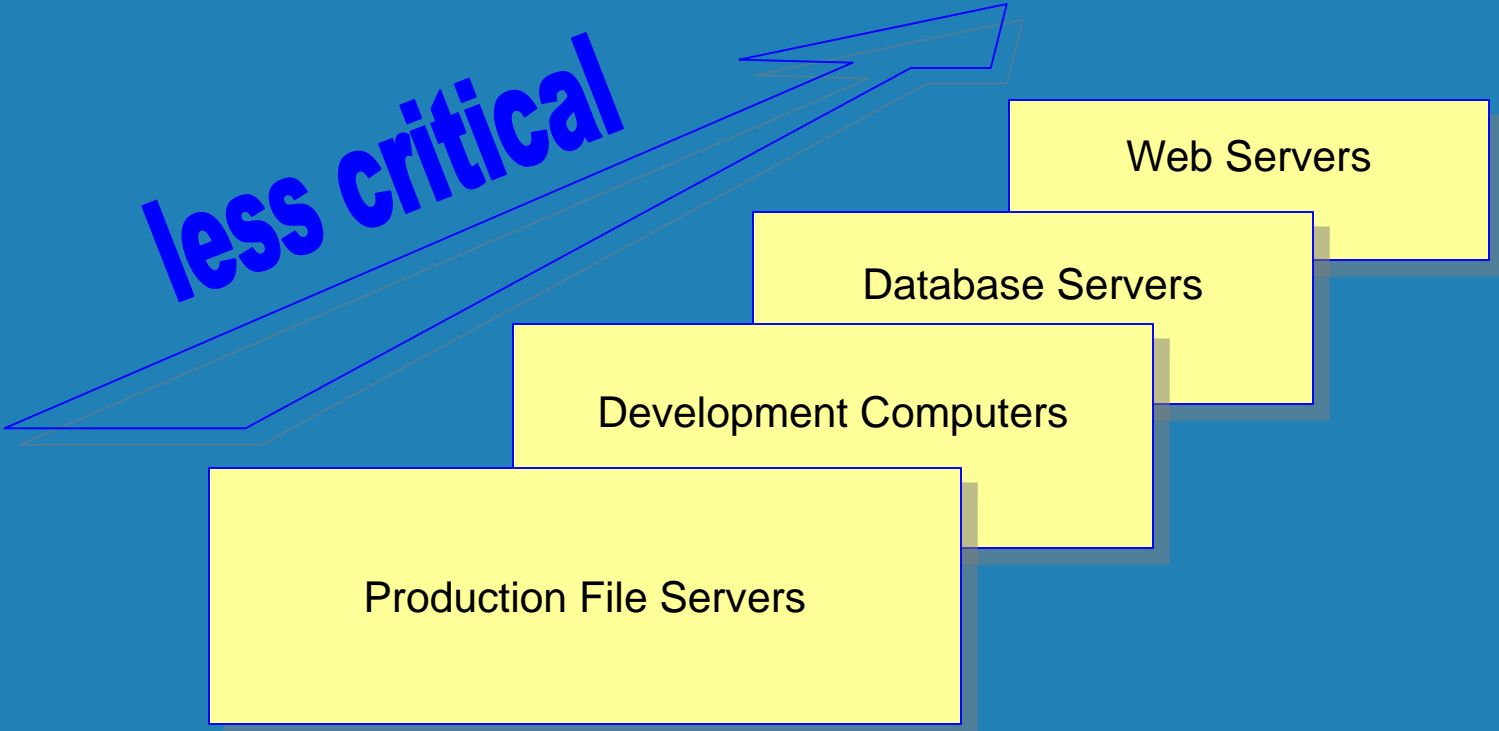 less critical
Web Servers
Database Servers
Development Computers
Production File Servers